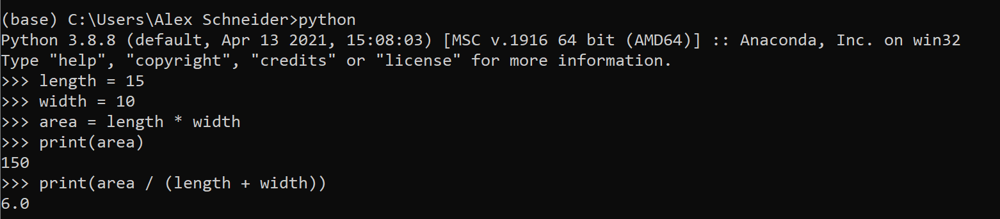 (base) C:\Users\Alex Schneider>python
Python 3.8.8 (default, Apr 13 2021, 15:08:03) [MSC v.1916 64 bit (AMD64)] :: Anaconda, Inc. on win32
Type "help", "copyright", "credits" or "license" for more information.
>>> length = 15
>>> width = 10
>>> area = length * width
>>> print(area)
150
>>> print(area / (length + width))
6.0